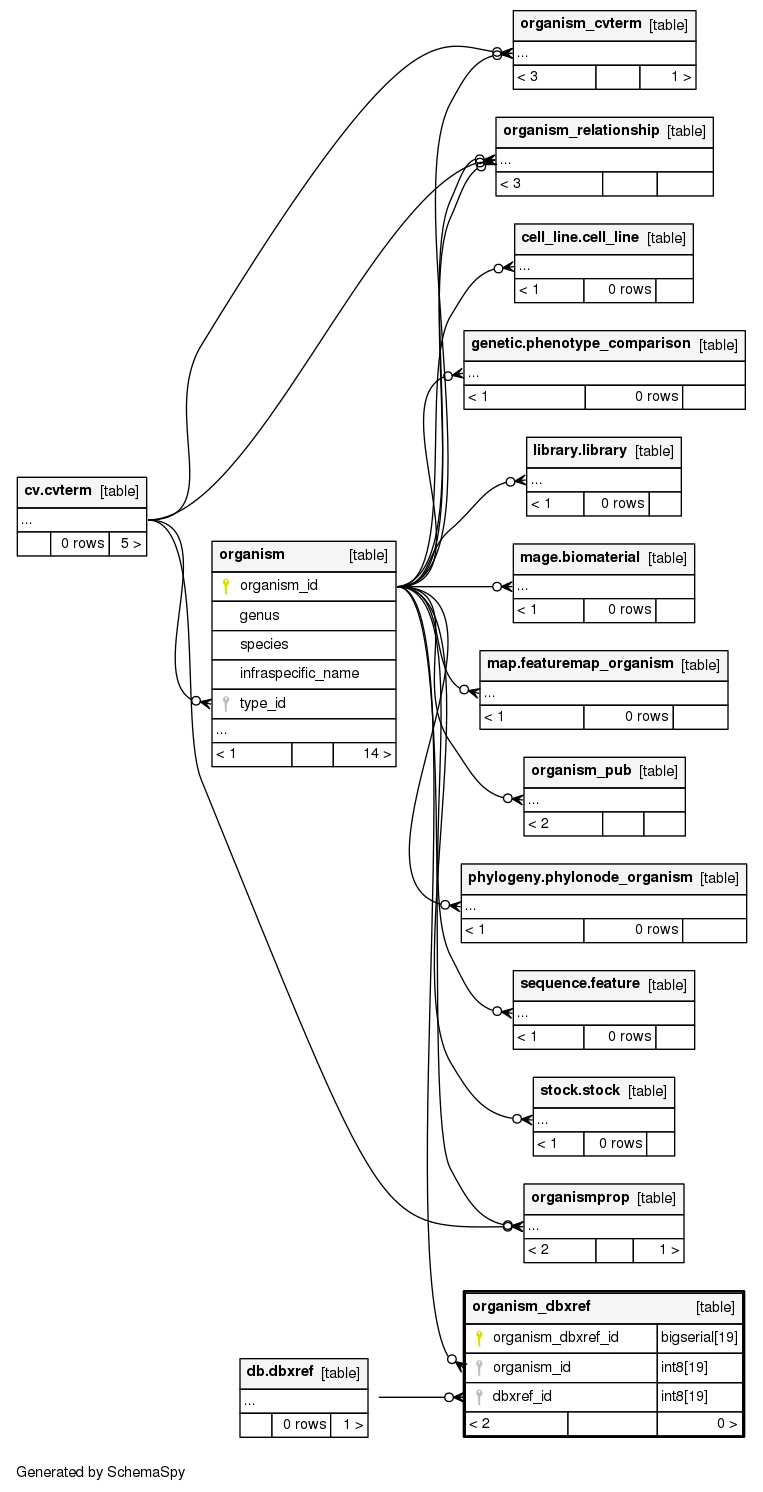 organism_cvterm [table]
...
< 3 1 >
organism_relationship [table]
...
< 3
cell_line.cell_line [table]
...
< 1 0 rows
genetic.phenotype_comparison [table]
...
< 1 0 rows
library.library [table]
...
< 1 0 rows
cv.cvterm [table]
...
0 rows 5 >
organism [table]
organism_id
genus
species
infraspecific_name
type_id
...
< 1 14 >
mage.biomaterial [table]
...
< 1 0 rows
map.featuremap_organism [table]
...
< 1 0 rows
organism_pub [table]
...
< 2
phylogeny.phylonode_organism [table]
...
< 1 0 rows
sequence.feature [table]
...
< 1 0 rows
stock.stock [table]
...
< 1 0 rows
organismprop [table]
...
< 2 1 >
organism_dbxref [table]
organism_dbxref_id bigserial[19]
organism_id int8[19]
dbxref_id int8[19]
< 2 0 >
db.dbxref [table]
...
0 rows 1 >
Generated by SchemaSpy